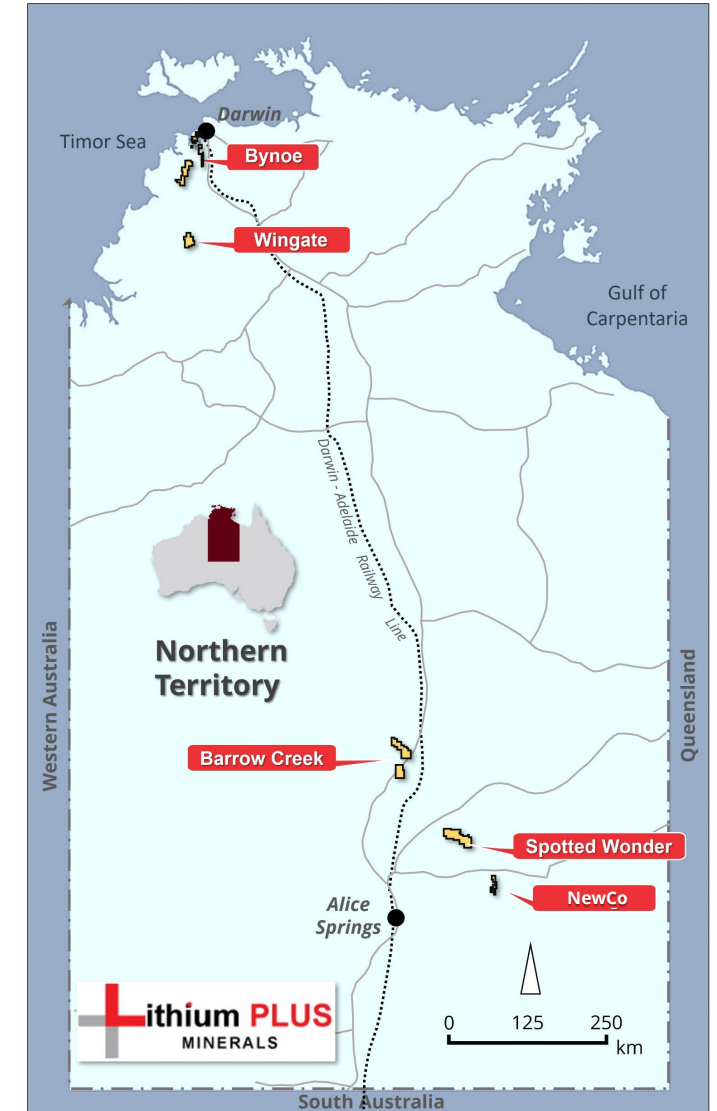 Darwin
Timor Sea
Bynoe
Wingate
Gulf of
Carpentaria
Darwin - Adelaide Railway Line
Northern
Territory
Western Australia
Queensland
Barrow Creek
Spotted Wonder
NewCo
Alice
Springs
Lithium PLUS
MINERALS
0 125 250
km
South Australia